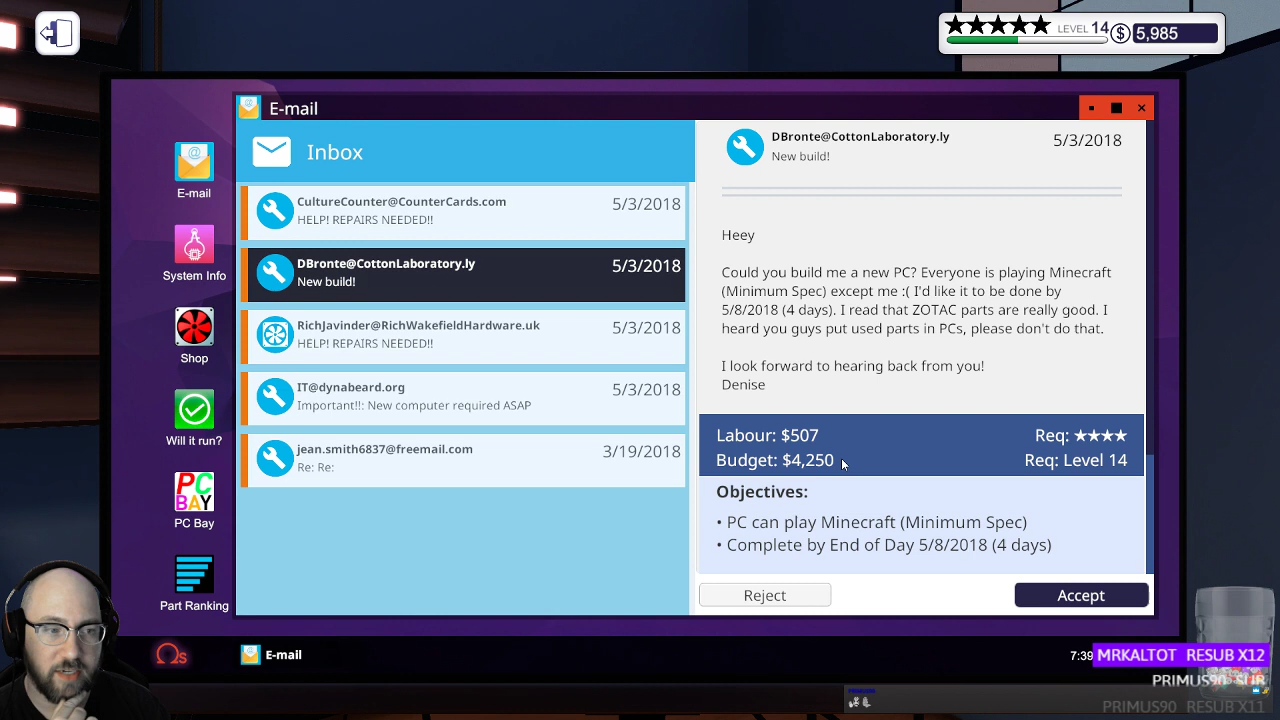 LEVEL 14 $ 5,985
E-mail
Inbox
CultureCounter@CounterCards.com 5/3/2018
HELP! REPAIRS NEEDED!!
DBronte@CottonLaboratory.ly 5/3/2018
New build!
RichJavinder@RichWakefieldHardware.uk 5/3/2018
HELP! REPAIRS NEEDED!!
IT@dynabeard.org 5/3/2018
Important!!: New computer required ASAP
jean.smith6837@freemail.com 3/19/2018
Re: Re:
E-mail
System Info
Shop
Will it run?
PC
BAY
PC Bay
Part Ranking
DBronte@CottonLaboratory.ly 5/3/2018
New build!
Heey
Could you build me a new PC? Everyone is playing Minecraft
(Minimum Spec) except me :( I'd like it to be done by
5/8/2018 (4 days). I read that ZOTAC parts are really good. I
heard you guys put used parts in PCs, please don't do that.
I look forward to hearing back from you!
Denise
Labour: $507 Req: ★★★★
Budget: $4,250 Req: Level 14
Objectives:
• PC can play Minecraft (Minimum Spec)
• Complete by End of Day 5/8/2018 (4 days)
Reject Accept
Ωs E-mail 7:39
MRKALTOT RESUB X12
PRIMUS90 SUB
PRIMUS90 RESUB X11